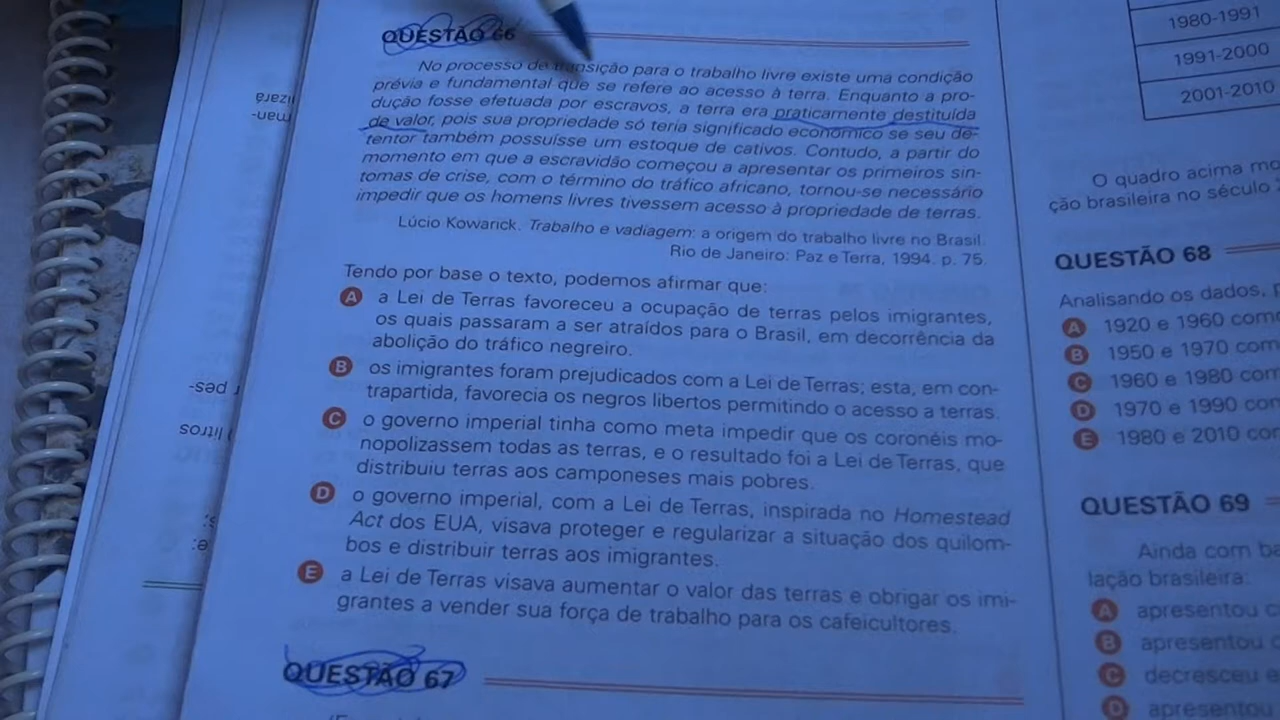 QUESTÃO 66
No processo de transição para o trabalho livre existe uma condição
prévia e fundamental que se refere ao acesso à terra. Enquanto a pro-
dução fosse efetuada por escravos, a terra era praticamente destituída
de valor, pois sua propriedade só teria significado econômico se seu de-
tentor também possuísse um estoque de cativos. Contudo, a partir do
momento em que a escravidão começou a apresentar os primeiros sin-
tomas de crise, com o término do tráfico africano, tornou-se necessário
impedir que os homens livres tivessem acesso à propriedade de terras.
Lúcio Kowarick. Trabalho e vadiagem: a origem do trabalho livre no Brasil.
Rio de Janeiro: Paz e Terra, 1994. p. 75.
Tendo por base o texto, podemos afirmar que:
A a Lei de Terras favoreceu a ocupação de terras pelos imigrantes,
os quais passaram a ser atraídos para o Brasil, em decorrência da
abolição do tráfico negreiro.
B os imigrantes foram prejudicados com a Lei de Terras; esta, em con-
trapartida, favorecia os negros libertos permitindo o acesso a terras.
C o governo imperial tinha como meta impedir que os coronéis mo-
nopolizassem todas as terras, e o resultado foi a Lei de Terras, que
distribuiu terras aos camponeses mais pobres.
D o governo imperial, com a Lei de Terras, inspirada no Homestead
Act dos EUA, visava proteger e regularizar a situação dos quilom-
bos e distribuir terras aos imigrantes.
E a Lei de Terras visava aumentar o valor das terras e obrigar os imi-
grantes a vender sua força de trabalho para os cafeicultores.
QUESTÃO 67
1980-1991
1991-2000
2001-2010
O quadro acima
ção brasileira no século
QUESTÃO 68
Analisando os dados,
A 1920 e 1960
B 1950 e 1970
C 1960 e 1980
D 1970 e 1990
E 1980 e 2010
QUESTÃO 69
Ainda com
lação brasileira:
A apresentou
B apresentou
C decresceu
D apresentou
litros